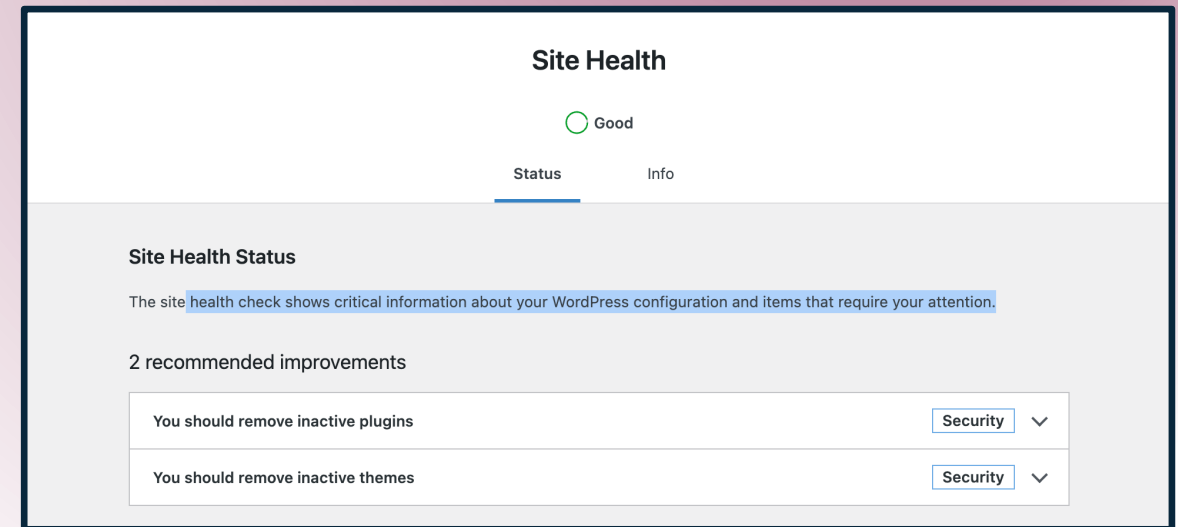 Site Health
Good
Status Info
Site Health Status
The site health check shows critical information about your WordPress configuration and items that require your attention.
2 recommended improvements
You should remove inactive plugins Security
You should remove inactive themes Security